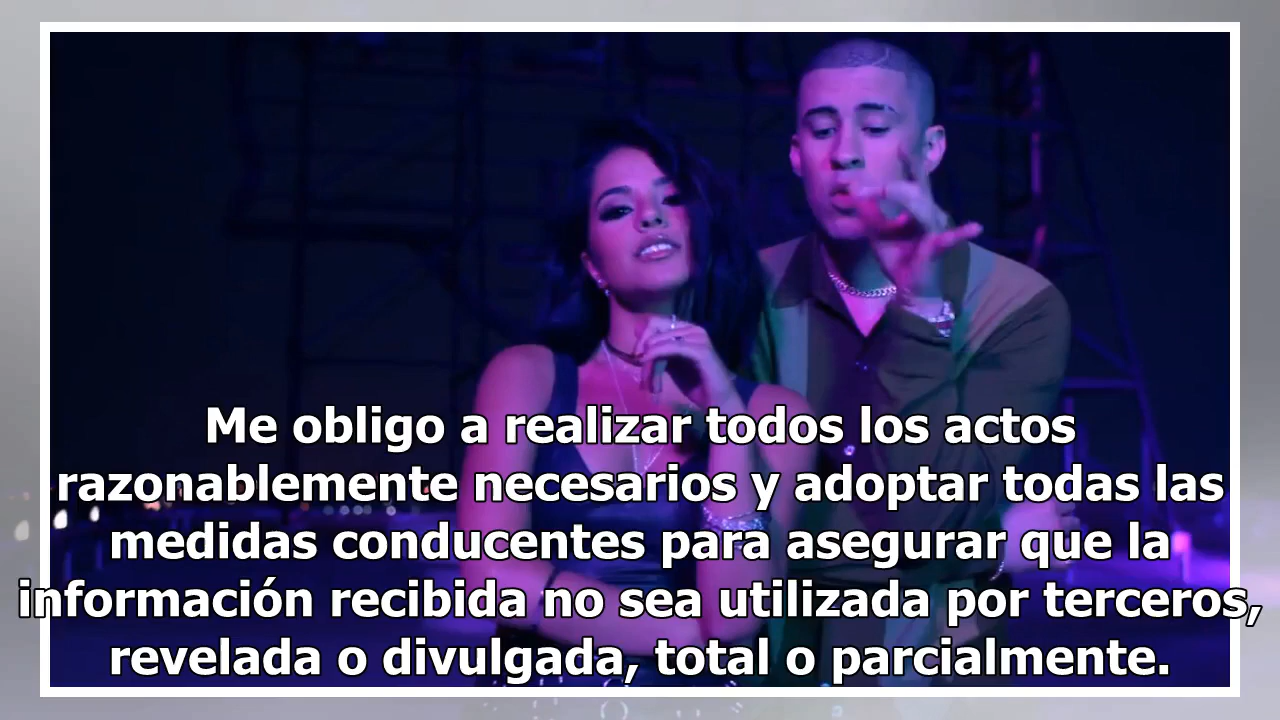 Me obligo a realizar todos los actos
razonablemente necesarios y adoptar todas las
medidas conducentes para asegurar que la
información recibida no sea utilizada por terceros,
revelada o divulgada, total o parcialmente.